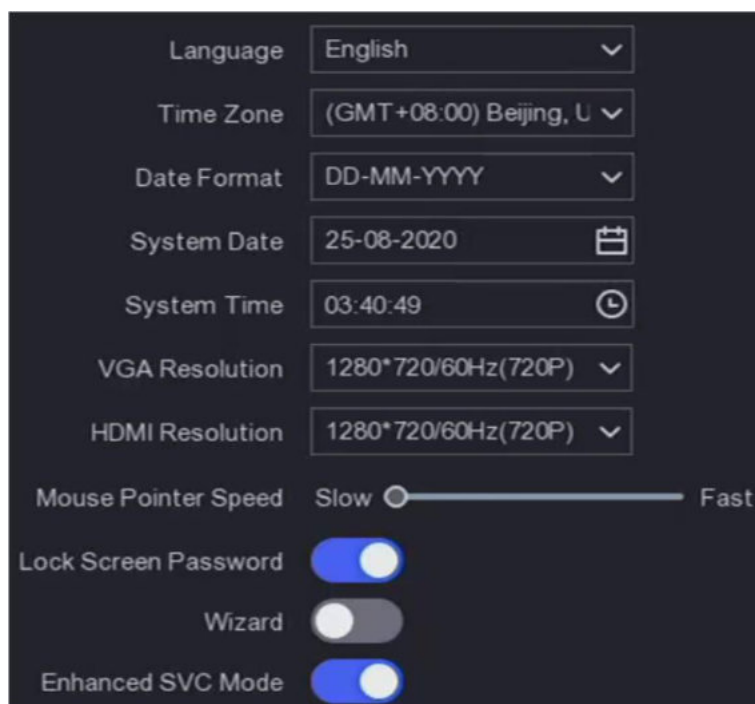 Language English
Time Zone (GMT+08:00) Beijing, U
Date Format DD-MM-YYYY
System Date 25-08-2020
System Time 03:40:49
VGA Resolution 1280*720/60Hz(720P)
HDMI Resolution 1280*720/60Hz(720P)
Mouse Pointer Speed Slow Fast
Lock Screen Password
Wizard
Enhanced SVC Mode